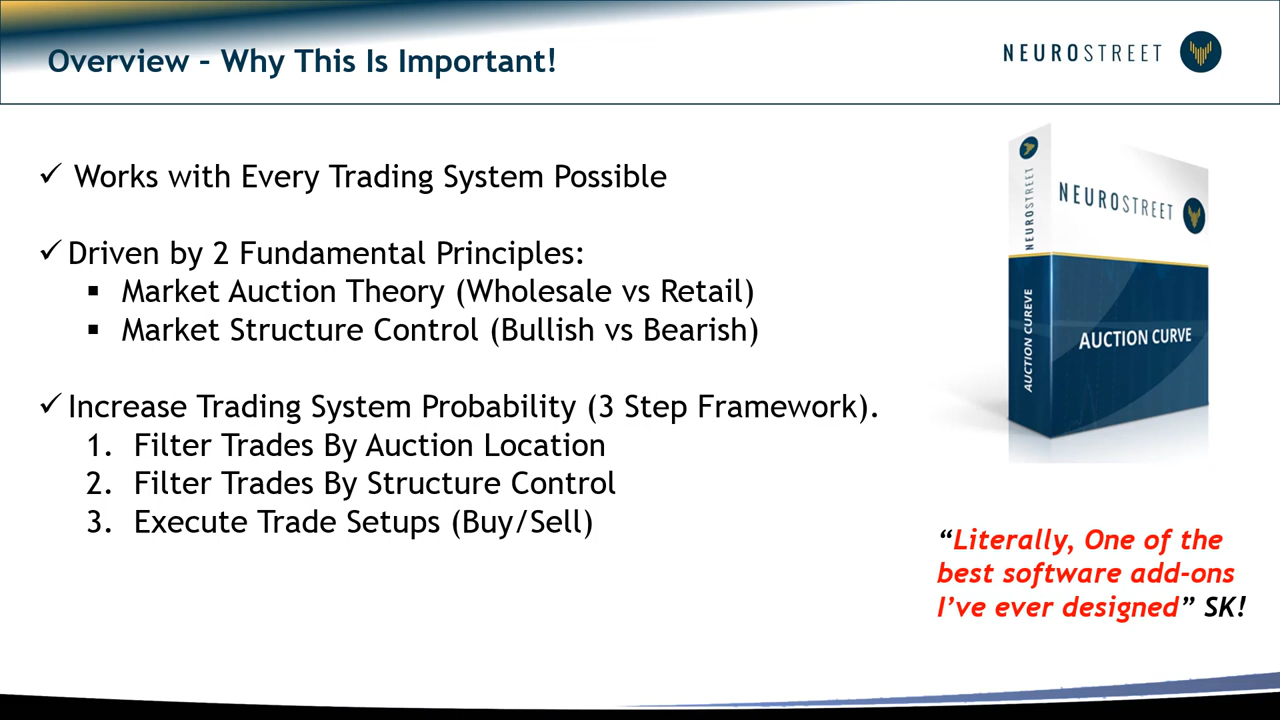 Overview - Why This Is Important!
NEUROSTREET
✓ Works with Every Trading System Possible
✓ Driven by 2 Fundamental Principles:
▪ Market Auction Theory (Wholesale vs Retail)
▪ Market Structure Control (Bullish vs Bearish)
✓ Increase Trading System Probability (3 Step Framework).
1. Filter Trades By Auction Location
2. Filter Trades By Structure Control
3. Execute Trade Setups (Buy/Sell)
NEUROSTREET
AUCTION CUREVE
NEUROSTREET
AUCTION CURVE
“Literally, One of the
best software add-ons
I’ve ever designed” SK!